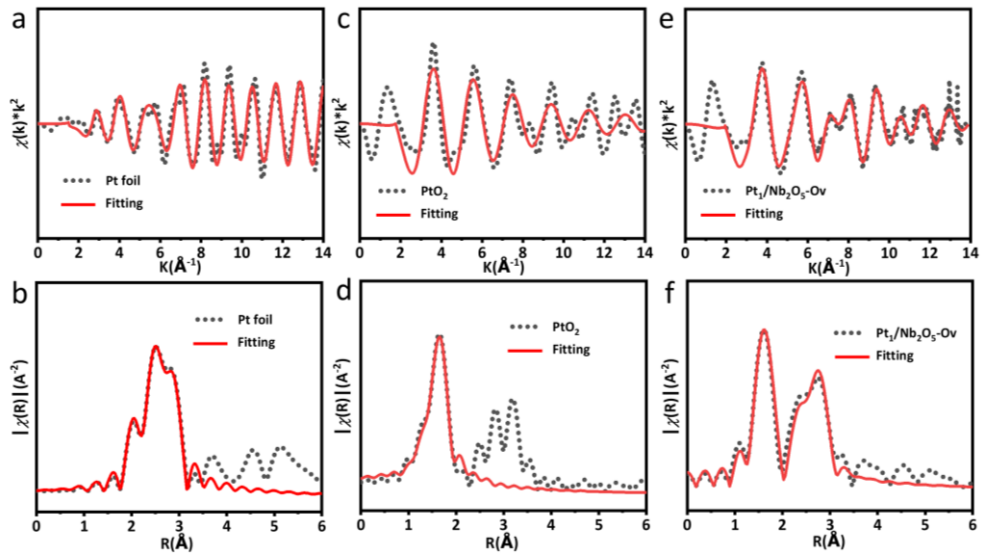 a
χ(k)*k²
Pt foil
Fitting
0 2 4 6 8 10 12 14
K(Å⁻¹)
c
χ(k)*k²
PtO₂
Fitting
0 2 4 6 8 10 12 14
K(Å⁻¹)
e
χ(k)*k²
Pt₁/Nb₂O₅-Ov
Fitting
0 2 4 6 8 10 12 14
K(Å⁻¹)
b
|χ(R)|(A⁻²)
Pt foil
Fitting
0 1 2 3 4 5 6
R(Å)
d
|χ(R)|(A⁻²)
PtO₂
Fitting
0 1 2 3 4 5 6
R(Å)
f
|χ(R)|(A⁻²)
Pt₁/Nb₂O₅-Ov
Fitting
0 1 2 3 4 5 6
R(Å)